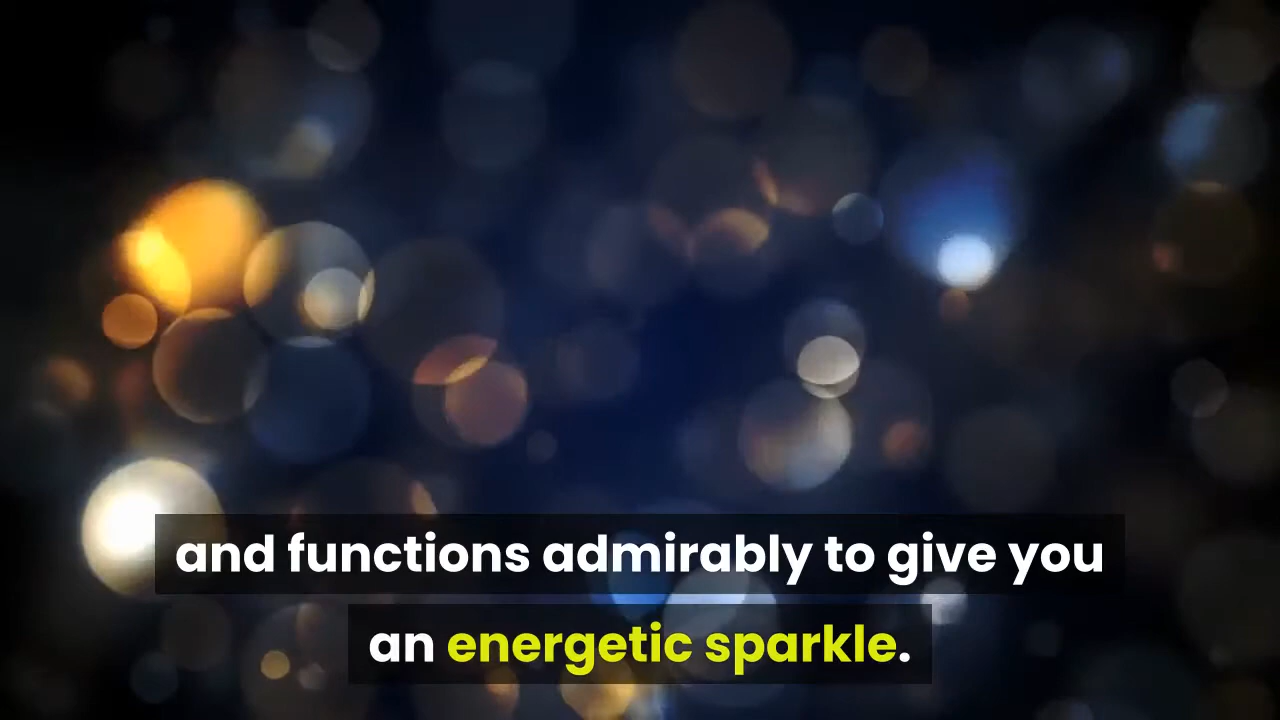 and functions admirably to give you
an energetic sparkle.